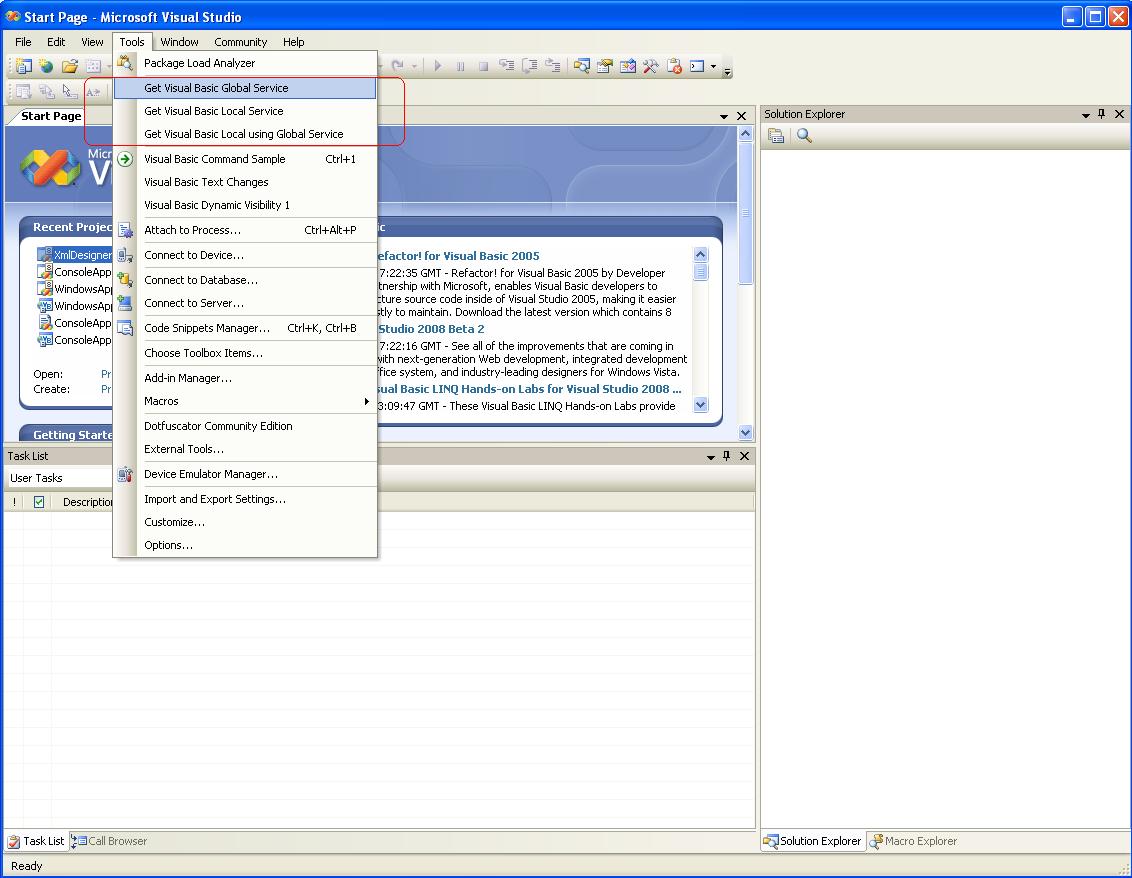 Start Page - Microsoft Visual Studio
File Edit View Tools Window Community Help
Package Load Analyzer
Get Visual Basic Global Service
Get Visual Basic Local Service
Get Visual Basic Local using Global Service
Visual Basic Command Sample Ctrl+1
Visual Basic Text Changes
Visual Basic Dynamic Visibility 1
Attach to Process... Ctrl+Alt+P
Connect to Device...
Connect to Database...
Connect to Server...
Code Snippets Manager... Ctrl+K, Ctrl+B
Choose Toolbox Items...
Add-in Manager...
Macros
Dotfuscator Community Edition
External Tools...
Device Emulator Manager...
Import and Export Settings...
Customize...
Options...
Start Page
Recent Projec
XmlDesigner
ConsoleApp
WindowsApp
WindowsApp
ConsoleApp
ConsoleApp
Open: Pr
Create: Pr
Getting Starte
efactor! for Visual Basic 2005
7:22:35 GMT - Refactor! for Visual Basic 2005 by Developer
tnership with Microsoft, enables Visual Basic developers to
cture source code inside of Visual Studio 2005, making it easier
stly to maintain. Download the latest version which contains 8
Studio 2008 Beta 2
7:22:16 GMT - See all of the improvements that are coming in
with next-generation Web development, integrated development
fice system, and industry-leading designers for Windows Vista.
sual Basic LINQ Hands-on Labs for Visual Studio 2008 ...
3:09:47 GMT - These Visual Basic LINQ Hands-on Labs provide
Solution Explorer
Task List
User Tasks
! Description
Task List Call Browser
Solution Explorer Macro Explorer
Ready